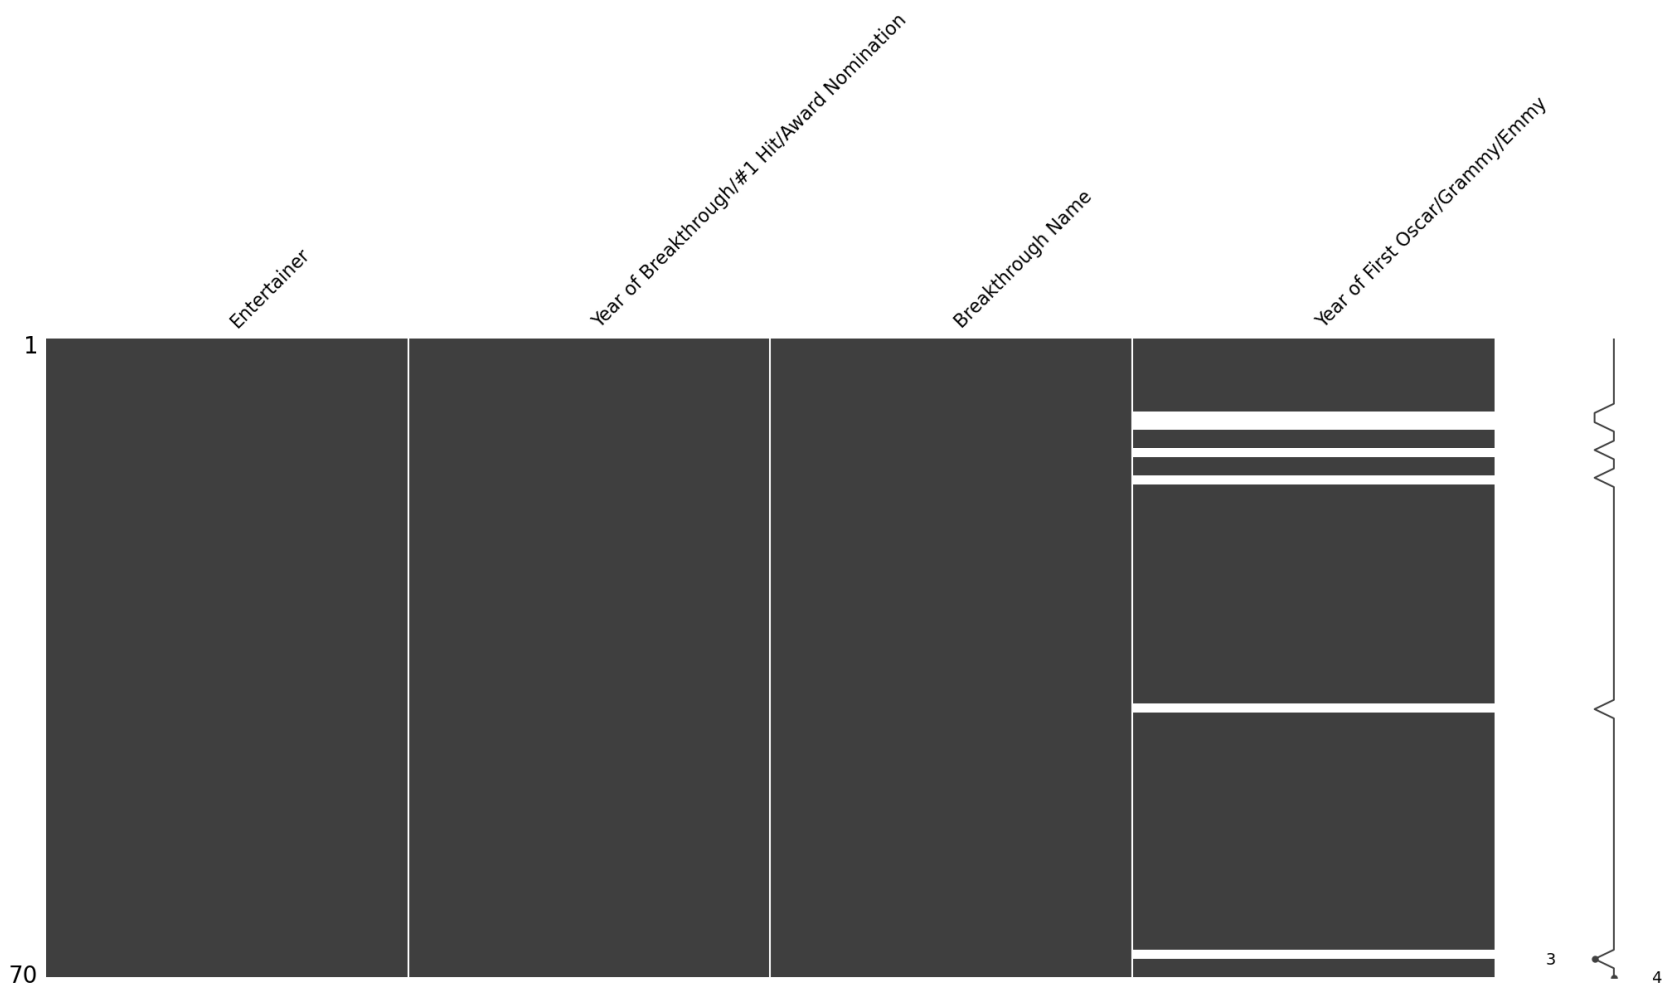 Entertainer
Year of Breakthrough/#1 Hit/Award Nomination
Breakthrough Name
Year of First Oscar/Grammy/Emmy
1
70
3
4